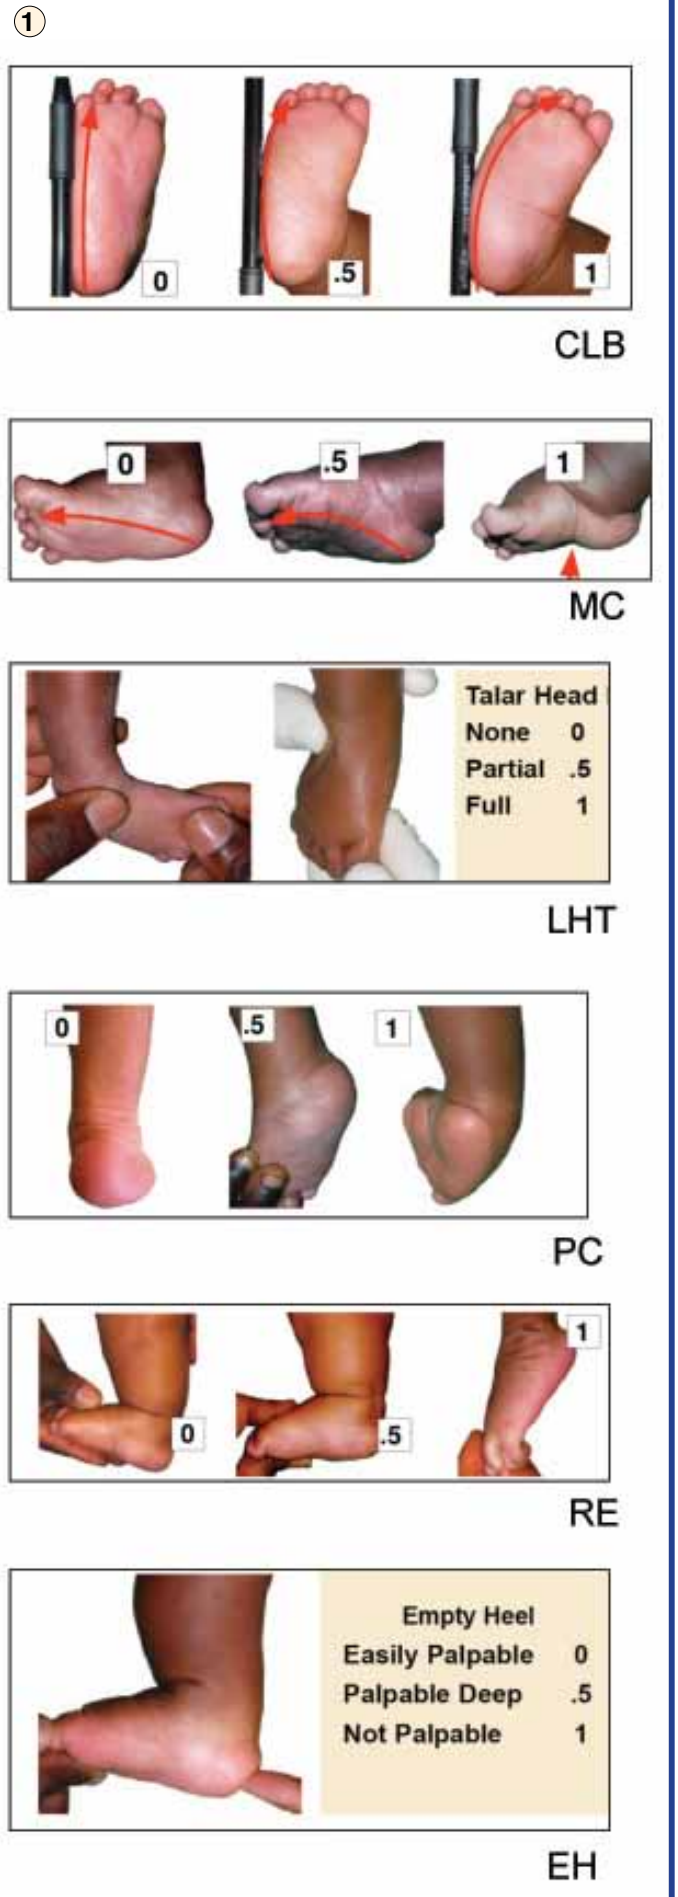 1
0
.5
1
CLB
0
.5
1
MC
Talar Head
None 0
Partial .5
Full 1
LHT
0
.5
1
PC
0
.5
1
RE
Empty Heel
Easily Palpable 0
Palpable Deep .5
Not Palpable 1
EH